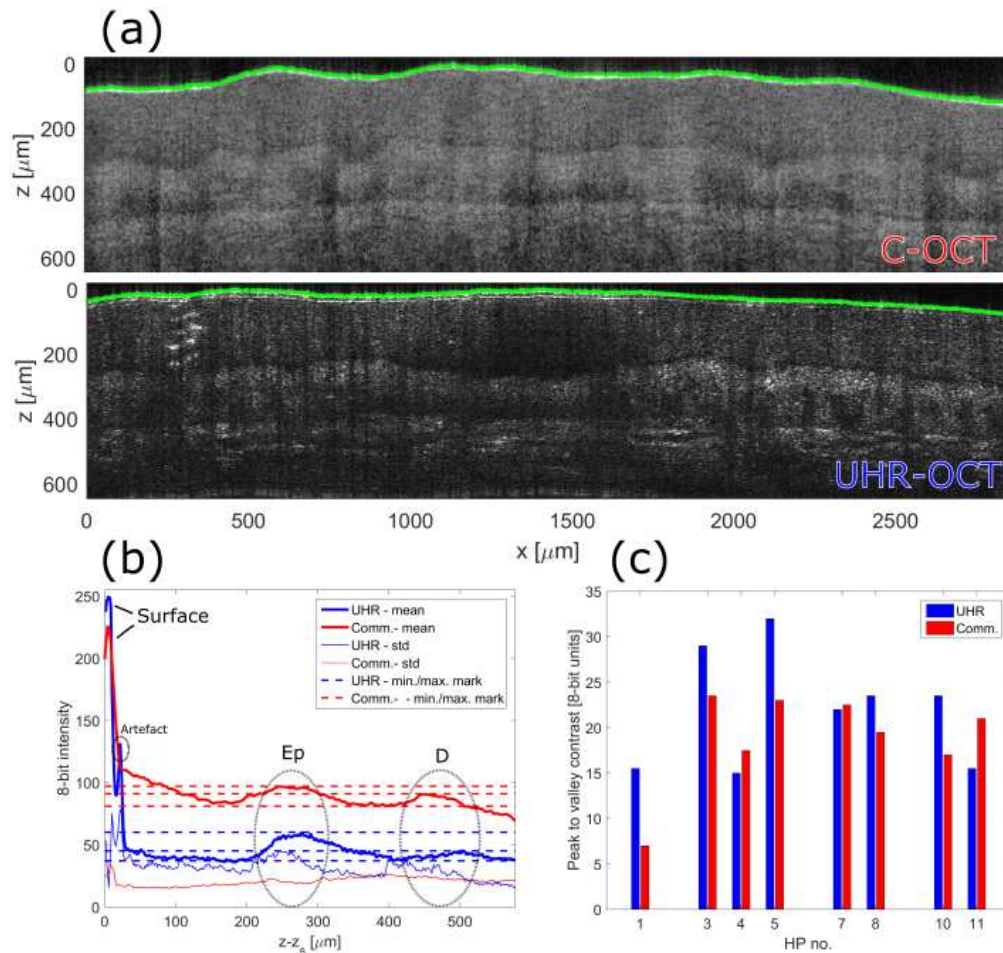 (a)
0
200
400
600
z [μm]
C-OCT
0
200
400
600
z [μm]
UHR-OCT
0 500 1000 1500 2000 2500
x [μm]
(b)
250
200
150
100
50
0
8-bit intensity
Surface
Artefact
Ep
D
UHR - mean
Comm.- mean
UHR - std
Comm.- std
UHR - min./max. mark
Comm.- - min./max. mark
0 100 200 300 400 500
z-zs [μm]
(c)
35
30
25
20
15
10
5
0
Peak to valley contrast [8-bit units]
UHR
Comm.
1 3 4 5 7 8 10 11
HP no.